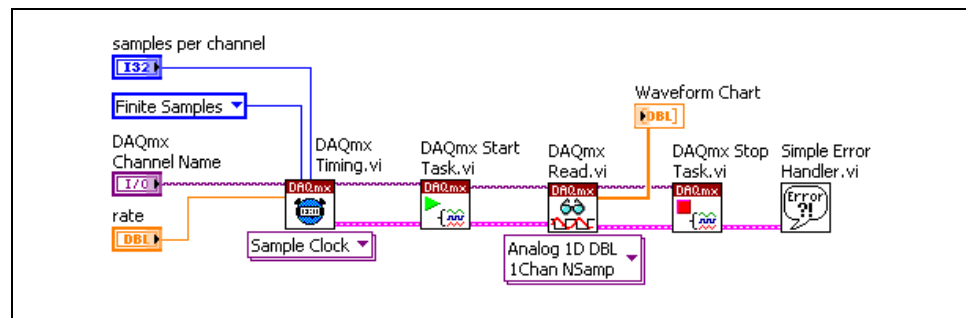 samples per channel
I32
Finite Samples
DAQmx
Channel Name
I/O
rate
DBL
DAQmx
Timing.vi
DAQmx
Sample Clock
DAQmx Start
Task.vi
DAQmx
DAQmx
Read.vi
DAQmx
Analog 1D DBL
1Chan NSamp
Waveform Chart
DBL]
DAQmx Stop
Task.vi
DAQmx
Simple Error
Handler.vi
Error
?!